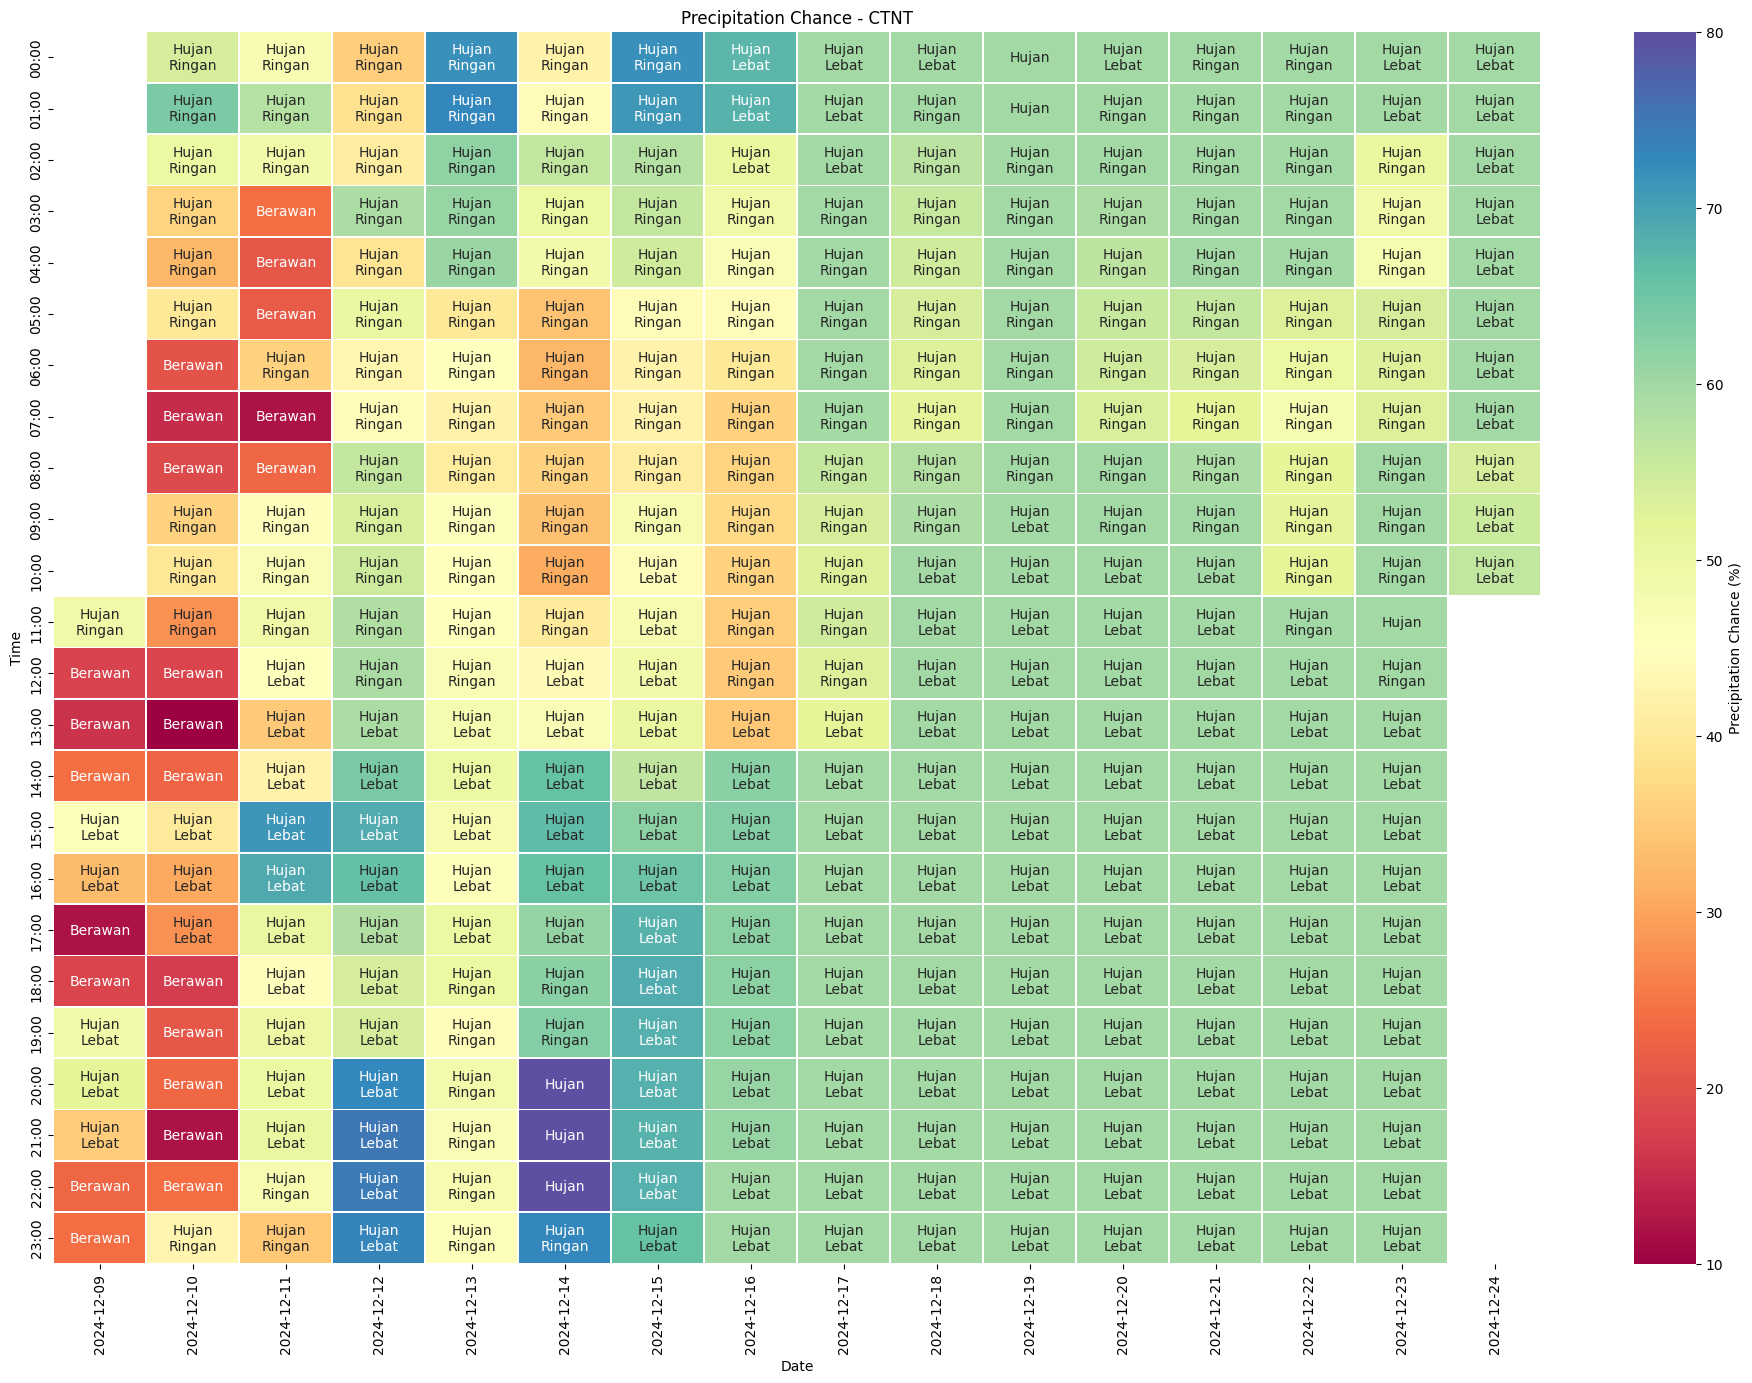 Precipitation Chance - CTNT
00:00 Hujan Ringan Hujan Ringan Hujan Ringan Hujan Ringan Hujan Ringan Hujan Ringan Hujan Lebat Hujan Lebat Hujan Lebat Hujan Hujan Lebat Hujan Ringan Hujan Ringan Hujan Lebat Hujan Lebat
01:00 Hujan Ringan Hujan Ringan Hujan Ringan Hujan Ringan Hujan Ringan Hujan Ringan Hujan Lebat Hujan Lebat Hujan Ringan Hujan Hujan Ringan Hujan Ringan Hujan Ringan Hujan Lebat Hujan Lebat
02:00 Hujan Ringan Hujan Ringan Hujan Ringan Hujan Ringan Hujan Ringan Hujan Ringan Hujan Lebat Hujan Lebat Hujan Ringan Hujan Ringan Hujan Ringan Hujan Ringan Hujan Ringan Hujan Ringan Hujan Lebat
03:00 Hujan Ringan Berawan Hujan Ringan Hujan Ringan Hujan Ringan Hujan Ringan Hujan Ringan Hujan Ringan Hujan Ringan Hujan Ringan Hujan Ringan Hujan Ringan Hujan Ringan Hujan Ringan Hujan Lebat
04:00 Hujan Ringan Berawan Hujan Ringan Hujan Ringan Hujan Ringan Hujan Ringan Hujan Ringan Hujan Ringan Hujan Ringan Hujan Ringan Hujan Ringan Hujan Ringan Hujan Ringan Hujan Ringan Hujan Lebat
05:00 Hujan Ringan Berawan Hujan Ringan Hujan Ringan Hujan Ringan Hujan Ringan Hujan Ringan Hujan Ringan Hujan Ringan Hujan Ringan Hujan Ringan Hujan Ringan Hujan Ringan Hujan Ringan Hujan Lebat
06:00 Berawan Hujan Ringan Hujan Ringan Hujan Ringan Hujan Ringan Hujan Ringan Hujan Ringan Hujan Ringan Hujan Ringan Hujan Ringan Hujan Ringan Hujan Ringan Hujan Ringan Hujan Ringan Hujan Lebat
07:00 Berawan Berawan Hujan Ringan Hujan Ringan Hujan Ringan Hujan Ringan Hujan Ringan Hujan Ringan Hujan Ringan Hujan Ringan Hujan Ringan Hujan Ringan Hujan Ringan Hujan Ringan Hujan Lebat
08:00 Berawan Berawan Hujan Ringan Hujan Ringan Hujan Ringan Hujan Ringan Hujan Ringan Hujan Ringan Hujan Ringan Hujan Ringan Hujan Ringan Hujan Ringan Hujan Ringan Hujan Ringan Hujan Lebat
09:00 Hujan Ringan Hujan Ringan Hujan Ringan Hujan Ringan Hujan Ringan Hujan Ringan Hujan Ringan Hujan Ringan Hujan Ringan Hujan Lebat Hujan Ringan Hujan Ringan Hujan Ringan Hujan Ringan Hujan Lebat
10:00 Hujan Ringan Hujan Ringan Hujan Ringan Hujan Ringan Hujan Ringan Hujan Lebat Hujan Ringan Hujan Ringan Hujan Lebat Hujan Lebat Hujan Lebat Hujan Lebat Hujan Ringan Hujan Ringan Hujan Lebat
11:00 Hujan Ringan Hujan Ringan Hujan Ringan Hujan Ringan Hujan Ringan Hujan Ringan Hujan Lebat Hujan Ringan Hujan Ringan Hujan Lebat Hujan Lebat Hujan Lebat Hujan Lebat Hujan Ringan Hujan
12:00 Berawan Berawan Hujan Lebat Hujan Ringan Hujan Ringan Hujan Lebat Hujan Lebat Hujan Ringan Hujan Ringan Hujan Lebat Hujan Lebat Hujan Lebat Hujan Lebat Hujan Lebat Hujan Ringan
13:00 Berawan Berawan Hujan Lebat Hujan Lebat Hujan Lebat Hujan Lebat Hujan Lebat Hujan Lebat Hujan Lebat Hujan Lebat Hujan Lebat Hujan Lebat Hujan Lebat Hujan Lebat Hujan Lebat
14:00 Berawan Berawan Hujan Lebat Hujan Lebat Hujan Lebat Hujan Lebat Hujan Lebat Hujan Lebat Hujan Lebat Hujan Lebat Hujan Lebat Hujan Lebat Hujan Lebat Hujan Lebat Hujan Lebat
15:00 Hujan Lebat Hujan Lebat Hujan Lebat Hujan Lebat Hujan Lebat Hujan Lebat Hujan Lebat Hujan Lebat Hujan Lebat Hujan Lebat Hujan Lebat Hujan Lebat Hujan Lebat Hujan Lebat Hujan Lebat
16:00 Hujan Lebat Hujan Lebat Hujan Lebat Hujan Lebat Hujan Lebat Hujan Lebat Hujan Lebat Hujan Lebat Hujan Lebat Hujan Lebat Hujan Lebat Hujan Lebat Hujan Lebat Hujan Lebat Hujan Lebat
17:00 Berawan Hujan Lebat Hujan Lebat Hujan Lebat Hujan Lebat Hujan Lebat Hujan Lebat Hujan Lebat Hujan Lebat Hujan Lebat Hujan Lebat Hujan Lebat Hujan Lebat Hujan Lebat Hujan Lebat
18:00 Berawan Berawan Hujan Lebat Hujan Lebat Hujan Ringan Hujan Ringan Hujan Lebat Hujan Lebat Hujan Lebat Hujan Lebat Hujan Lebat Hujan Lebat Hujan Lebat Hujan Lebat Hujan Lebat
19:00 Hujan Lebat Berawan Hujan Lebat Hujan Lebat Hujan Ringan Hujan Ringan Hujan Lebat Hujan Lebat Hujan Lebat Hujan Lebat Hujan Lebat Hujan Lebat Hujan Lebat Hujan Lebat Hujan Lebat
20:00 Hujan Lebat Berawan Hujan Lebat Hujan Lebat Hujan Ringan Hujan Hujan Lebat Hujan Lebat Hujan Lebat Hujan Lebat Hujan Lebat Hujan Lebat Hujan Lebat Hujan Lebat Hujan Lebat
21:00 Hujan Lebat Berawan Hujan Lebat Hujan Lebat Hujan Ringan Hujan Hujan Lebat Hujan Lebat Hujan Lebat Hujan Lebat Hujan Lebat Hujan Lebat Hujan Lebat Hujan Lebat Hujan Lebat
22:00 Berawan Berawan Hujan Ringan Hujan Lebat Hujan Ringan Hujan Hujan Lebat Hujan Lebat Hujan Lebat Hujan Lebat Hujan Lebat Hujan Lebat Hujan Lebat Hujan Lebat Hujan Lebat
23:00 Berawan Hujan Ringan Hujan Ringan Hujan Lebat Hujan Ringan Hujan Ringan Hujan Lebat Hujan Lebat Hujan Lebat Hujan Lebat Hujan Lebat Hujan Lebat Hujan Lebat Hujan Lebat Hujan Lebat
Time
2024-12-09 2024-12-10 2024-12-11 2024-12-12 2024-12-13 2024-12-14 2024-12-15 2024-12-16 2024-12-17 2024-12-18 2024-12-19 2024-12-20 2024-12-21 2024-12-22 2024-12-23 2024-12-24
Date
80
70
60
50
40
30
20
10
Precipitation Chance (%)